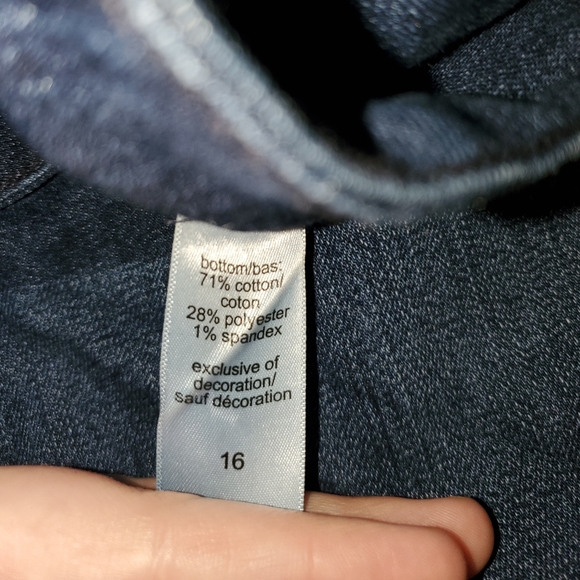 bottom/bas:
71% cotton/
coton
28% polyester
1% spandex
exclusive of
decoration/
sauf décoration
16